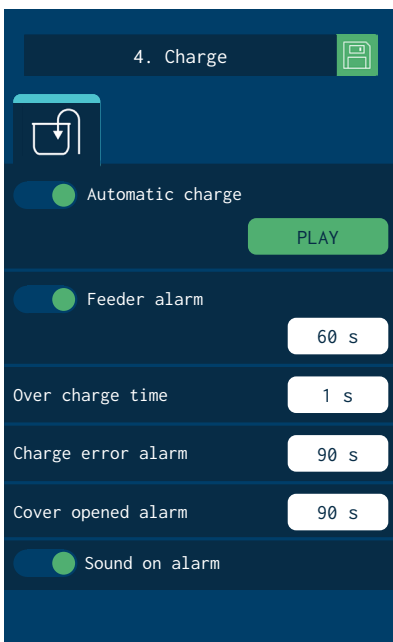 4. Charge
Automatic charge
PLAY
Feeder alarm
60 s
Over charge time
1 s
Charge error alarm
90 s
Cover opened alarm
90 s
Sound on alarm